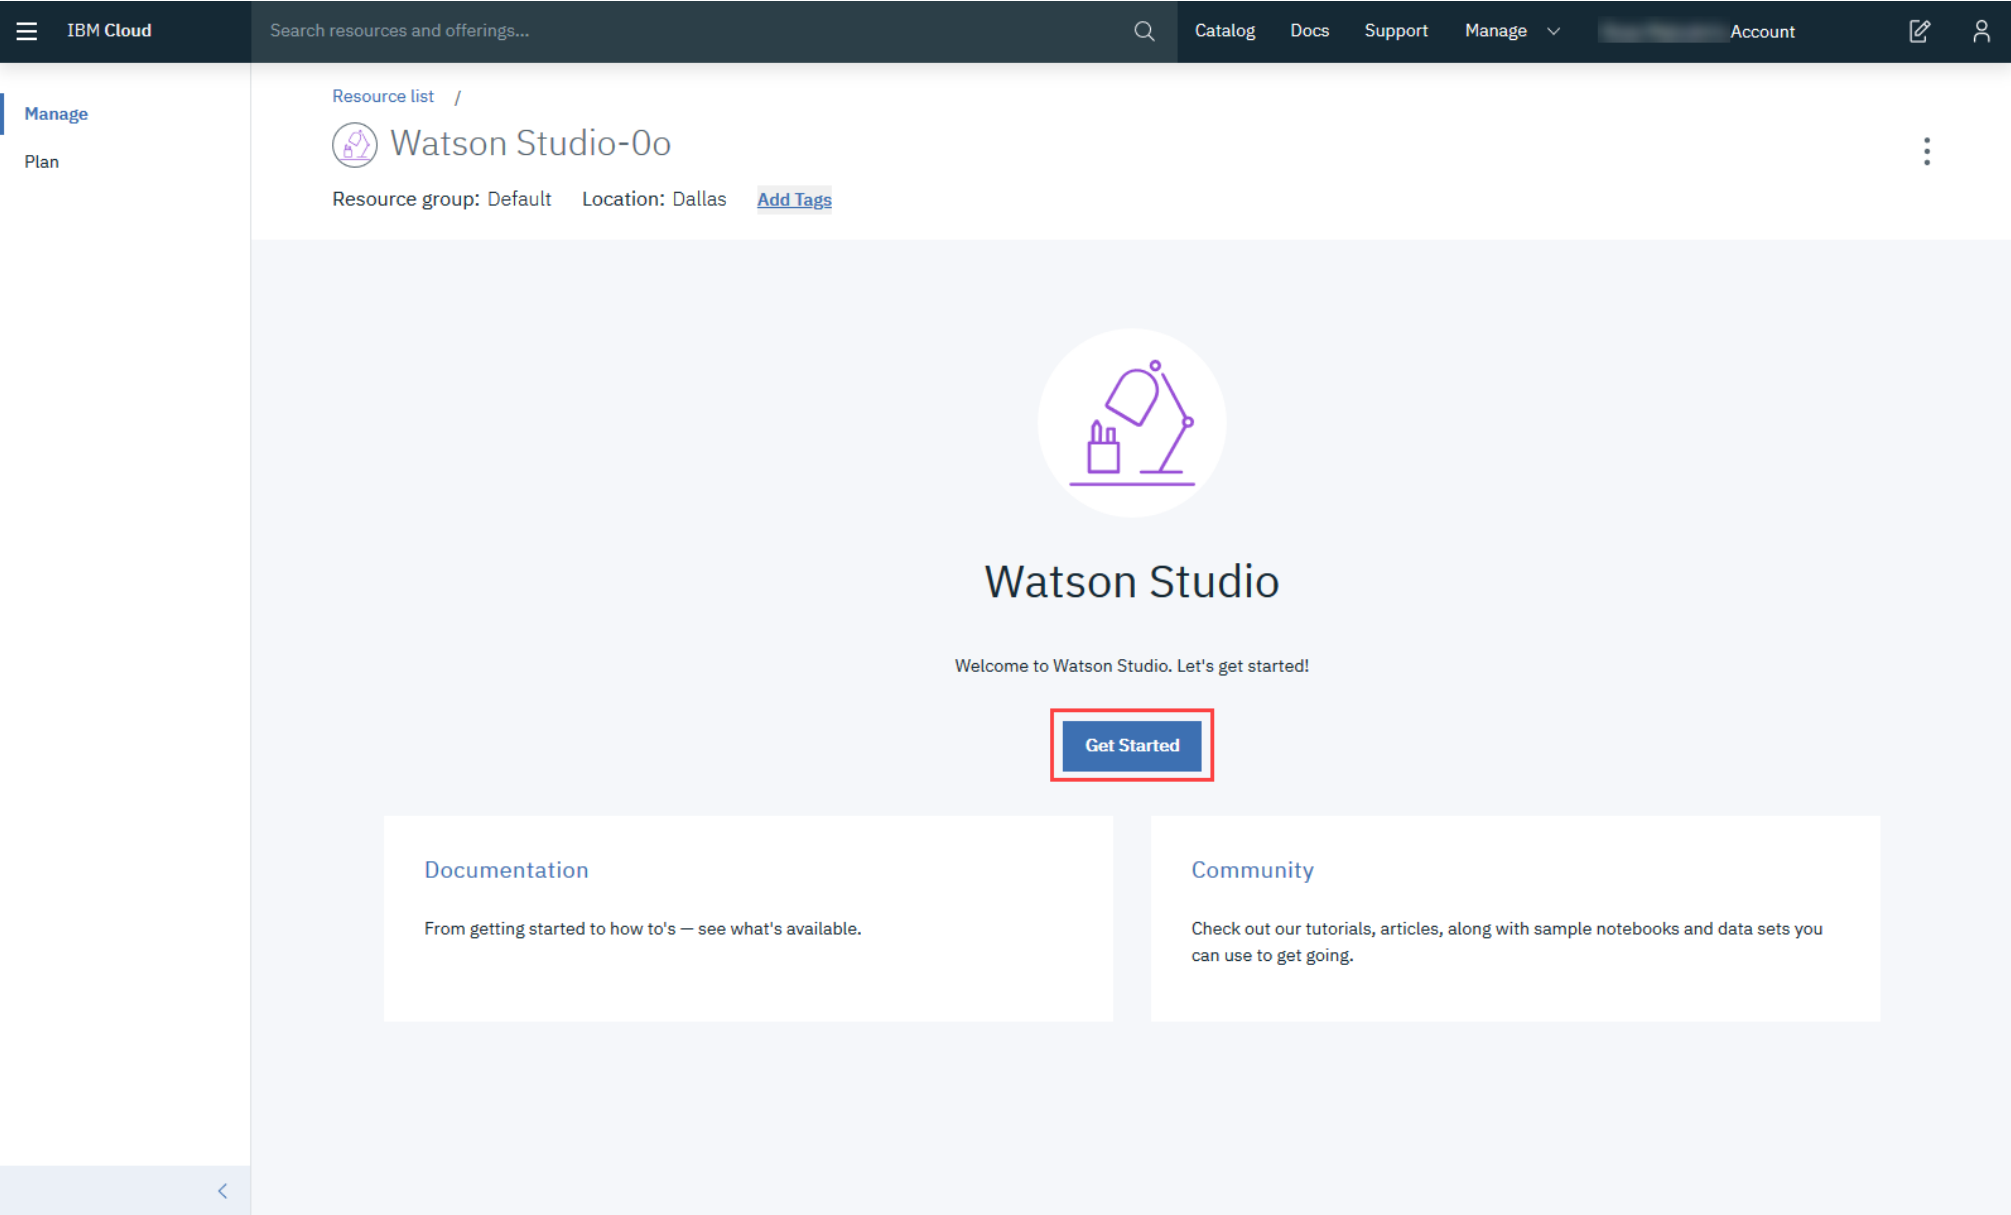 IBM Cloud
Search resources and offerings...
Catalog
Docs
Support
Manage
Account
Manage
Plan
Resource list /
Watson Studio-0o
Resource group: Default Location: Dallas Add Tags
Watson Studio
Welcome to Watson Studio. Let's get started!
Get Started
Documentation
From getting started to how to's — see what's available.
Community
Check out our tutorials, articles, along with sample notebooks and data sets you
can use to get going.